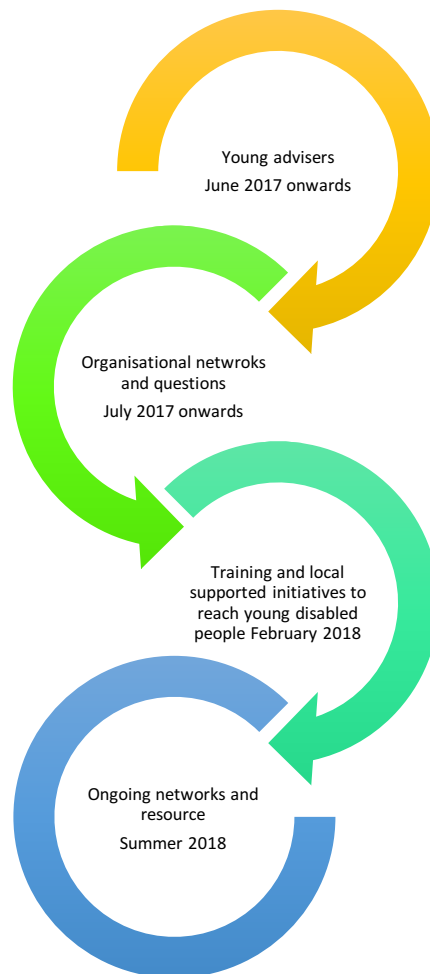 Young advisers
June 2017 onwards
Organisational netwroks
and questions
July 2017 onwards
Training and local
supported initiatives to
reach young disabled
people February 2018
Ongoing networks and
resource
Summer 2018